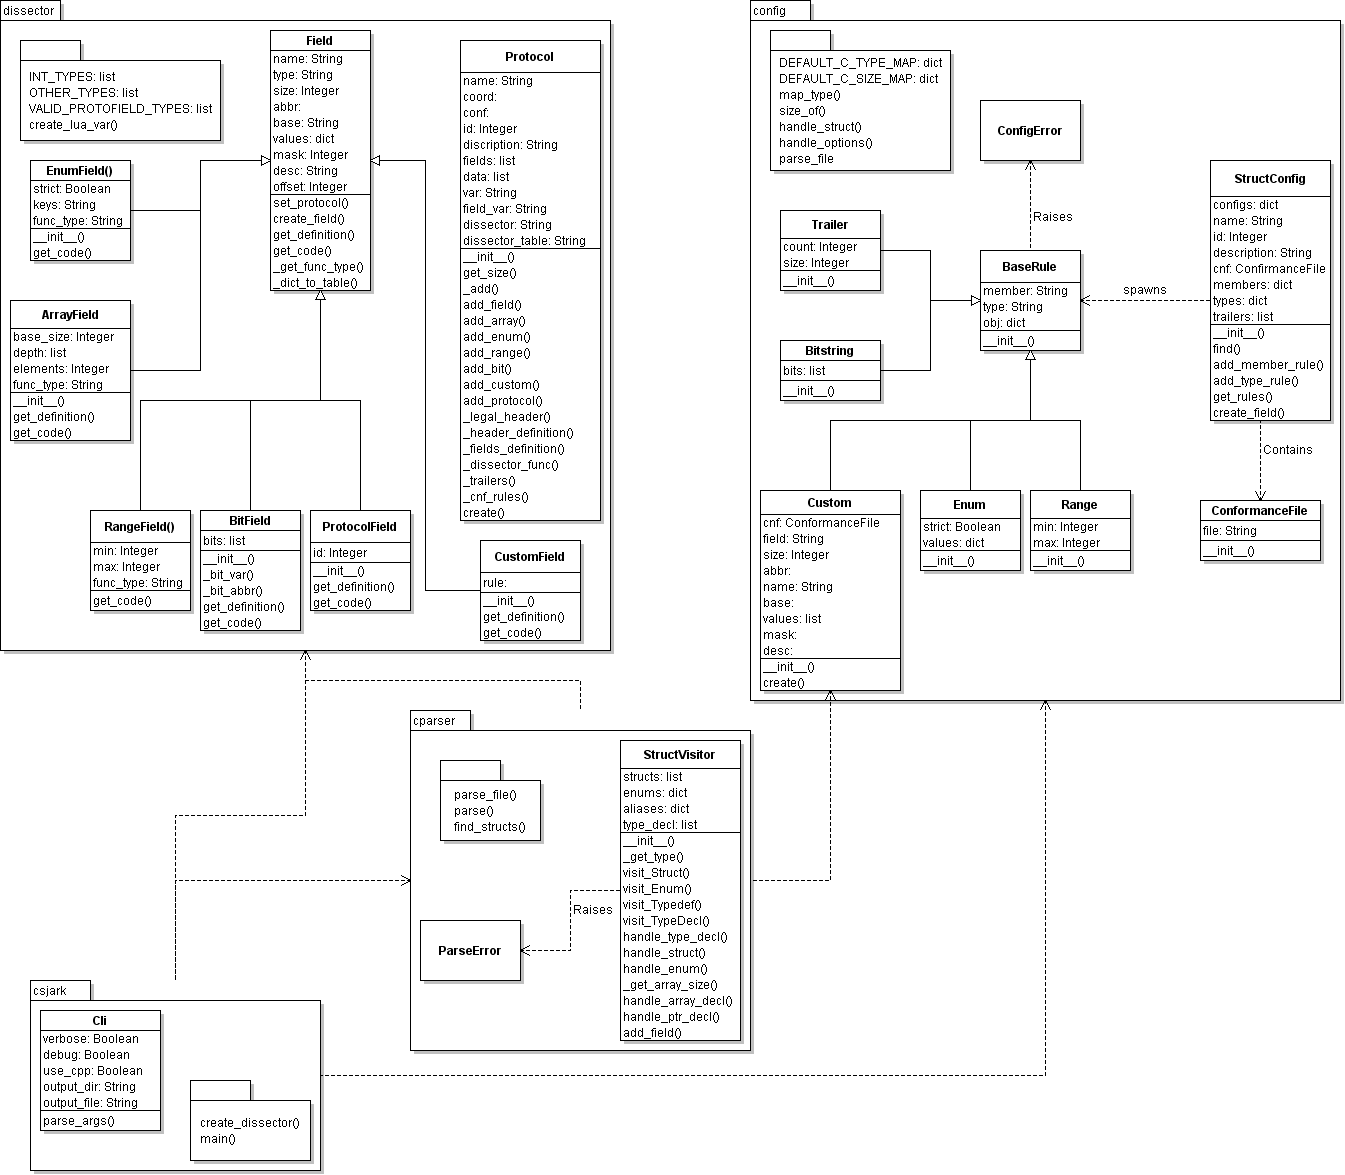 dissector
INT_TYPES: list
OTHER_TYPES: list
VALID_PROTOFIELD_TYPES: list
create_lua_var()
Field
name: String
type: String
size: Integer
abbr:
base: String
values: dict
mask: Integer
desc: String
offset: Integer
set_protocol()
create_field()
get_definition()
get_code()
_get_func_type()
_dict_to_table()
Protocol
name: String
coord:
conf:
id: Integer
discription: String
fields: list
data: list
var: String
field_var: String
dissector: String
dissector_table: String
__init__()
get_size()
_add()
add_field()
add_array()
add_enum()
add_range()
add_bit()
add_custom()
add_protocol()
_legal_header()
_header_definition()
_fields_definition()
_dissector_func()
_trailers()
_cnf_rules()
create()
EnumField()
strict: Boolean
keys: String
func_type: String
__init__()
get_code()
ArrayField
base_size: Integer
depth: list
elements: Integer
func_type: String
__init__()
get_definition()
get_code()
RangeField()
min: Integer
max: Integer
func_type: String
get_code()
BitField
bits: list
__init__()
_bit_var()
_bit_abbr()
get_definition()
get_code()
ProtocolField
id: Integer
__init__()
get_definition()
get_code()
CustomField
rule:
__init__()
get_definition()
get_code()
config
DEFAULT_C_TYPE_MAP: dict
DEFAULT_C_SIZE_MAP: dict
map_type()
size_of()
handle_struct()
handle_options()
parse_file
ConfigError
Raises
StructConfig
configs: dict
name: String
id: Integer
description: String
cnf: ConfirmanceFile
members: dict
types: dict
trailers: list
__init__()
find()
add_member_rule()
add_type_rule()
get_rules()
create_field()
Trailer
count: Integer
size: Integer
__init__()
BaseRule
member: String
type: String
obj: dict
__init__()
spawns
Bitstring
bits: list
__init__()
Contains
Custom
cnf: ConformanceFile
field: String
size: Integer
abbr:
name: String
base:
values: list
mask:
desc:
__init__()
create()
Enum
strict: Boolean
values: dict
__init__()
Range
min: Integer
max: Integer
__init__()
ConformanceFile
file: String
__init__()
cparser
parse_file()
parse()
find_structs()
StructVisitor
structs: list
enums: dict
aliases: dict
type_decl: list
__init__()
_get_type()
visit_Struct()
visit_Enum()
visit_Typedef()
visit_TypeDecl()
handle_type_decl()
handle_struct()
handle_enum()
_get_array_size()
handle_array_decl()
handle_ptr_decl()
add_field()
Raises
ParseError
csjark
Cli
verbose: Boolean
debug: Boolean
use_cpp: Boolean
output_dir: String
output_file: String
parse_args()
create_dissector()
main()